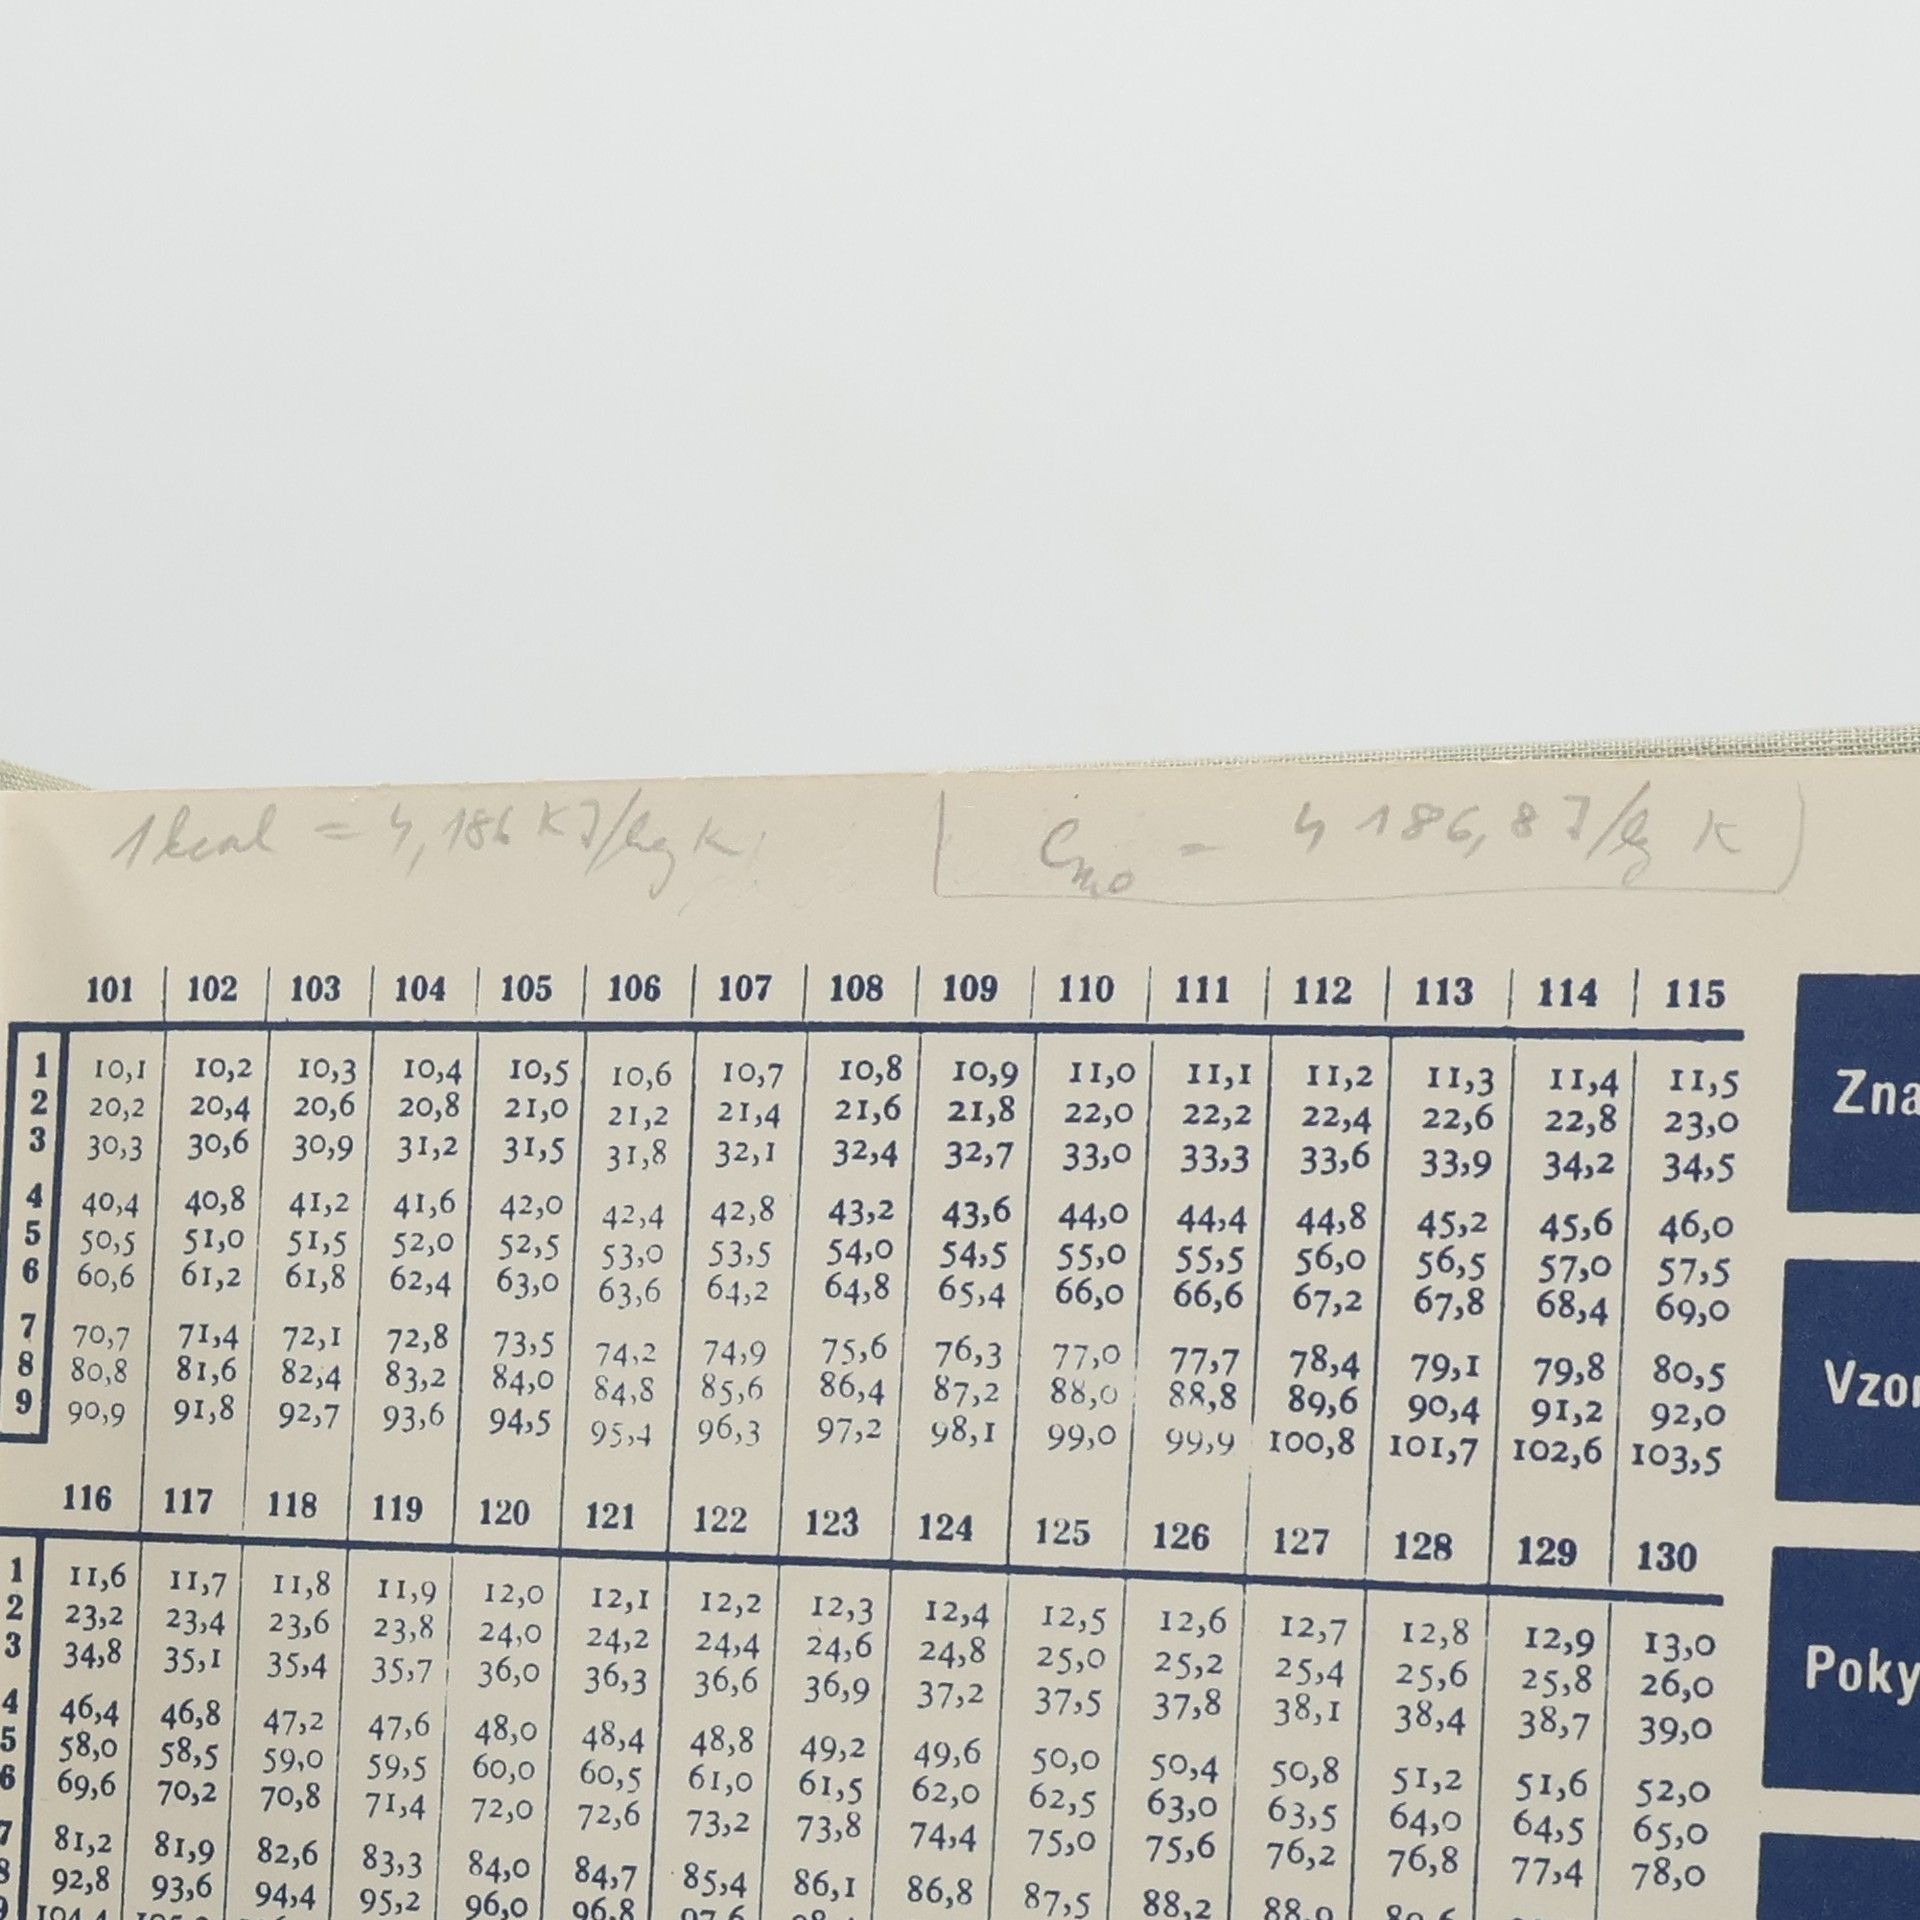 1 kcal = 4,186 KJ/kg K
= 4 186,8 J/kg K
101 102 103 104 105 106 107 108 109 110 111 112 113 114 115
1 10,1 10,2 10,3 10,4 10,5 10,6 10,7 10,8 10,9 11,0 11,1 11,2 11,3 11,4 11,5
2 20,2 20,4 20,6 20,8 21,0 21,2 21,4 21,6 21,8 22,0 22,2 22,4 22,6 22,8 23,0
3 30,3 30,6 30,9 31,2 31,5 31,8 32,1 32,4 32,7 33,0 33,3 33,6 33,9 34,2 34,5
4 40,4 40,8 41,2 41,6 42,0 42,4 42,8 43,2 43,6 44,0 44,4 44,8 45,2 45,6 46,0
5 50,5 51,0 51,5 52,0 52,5 53,0 53,5 54,0 54,5 55,0 55,5 56,0 56,5 57,0 57,5
6 60,6 61,2 61,8 62,4 63,0 63,6 64,2 64,8 65,4 66,0 66,6 67,2 67,8 68,4 69,0
7 70,7 71,4 72,1 72,8 73,5 74,2 74,9 75,6 76,3 77,0 77,7 78,4 79,1 79,8 80,5
8 80,8 81,6 82,4 83,2 84,0 84,8 85,6 86,4 87,2 88,0 88,8 89,6 90,4 91,2 92,0
9 90,9 91,8 92,7 93,6 94,5 95,4 96,3 97,2 98,1 99,0 99,9 100,8 101,7 102,6 103,5
116 117 118 119 120 121 122 123 124 125 126 127 128 129 130
1 11,6 11,7 11,8 11,9 12,0 12,1 12,2 12,3 12,4 12,5 12,6 12,7 12,8 12,9 13,0
2 23,2 23,4 23,6 23,8 24,0 24,2 24,4 24,6 24,8 25,0 25,2 25,4 25,6 25,8 26,0
3 34,8 35,1 35,4 35,7 36,0 36,3 36,6 36,9 37,2 37,5 37,8 38,1 38,4 38,7 39,0
4 46,4 46,8 47,2 47,6 48,0 48,4 48,8 49,2 49,6 50,0 50,4 50,8 51,2 51,6 52,0
5 58,0 58,5 59,0 59,5 60,0 60,5 61,0 61,5 62,0 62,5 63,0 63,5 64,0 64,5 65,0
6 69,6 70,2 70,8 71,4 72,0 72,6 73,2 73,8 74,4 75,0 75,6 76,2 76,8 77,4 78,0
7 81,2 81,9 82,6 83,3 84,0 84,7 85,4 86,1 86,8 87,5 88,2 88,9
8 92,8 93,6 94,4 95,2 96,0 96,8
Zna
Vzor
Poky